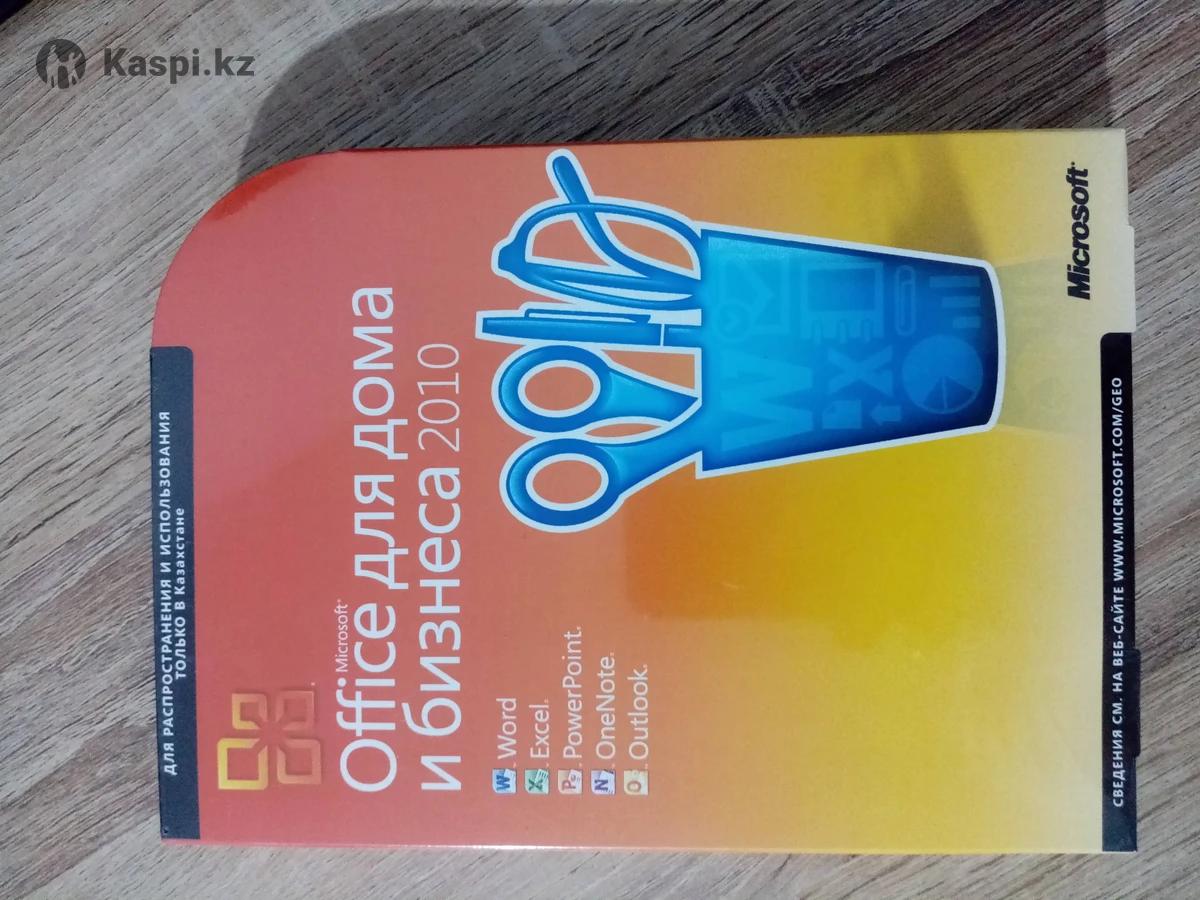 Kaspi.kz
ДЛЯ РАСПРОСТРАНЕНИЯ И ИСПОЛЬЗОВАНИЯ
ТОЛЬКО В Казахстане
Microsoft®
Office для дома
и бизнеса 2010
Word
Excel®
PowerPoint®
OneNote®
Outlook®
Microsoft®
СВЕДЕНИЯ СМ. НА ВЕБ-САЙТЕ WWW.MICROSOFT.COM/GEO